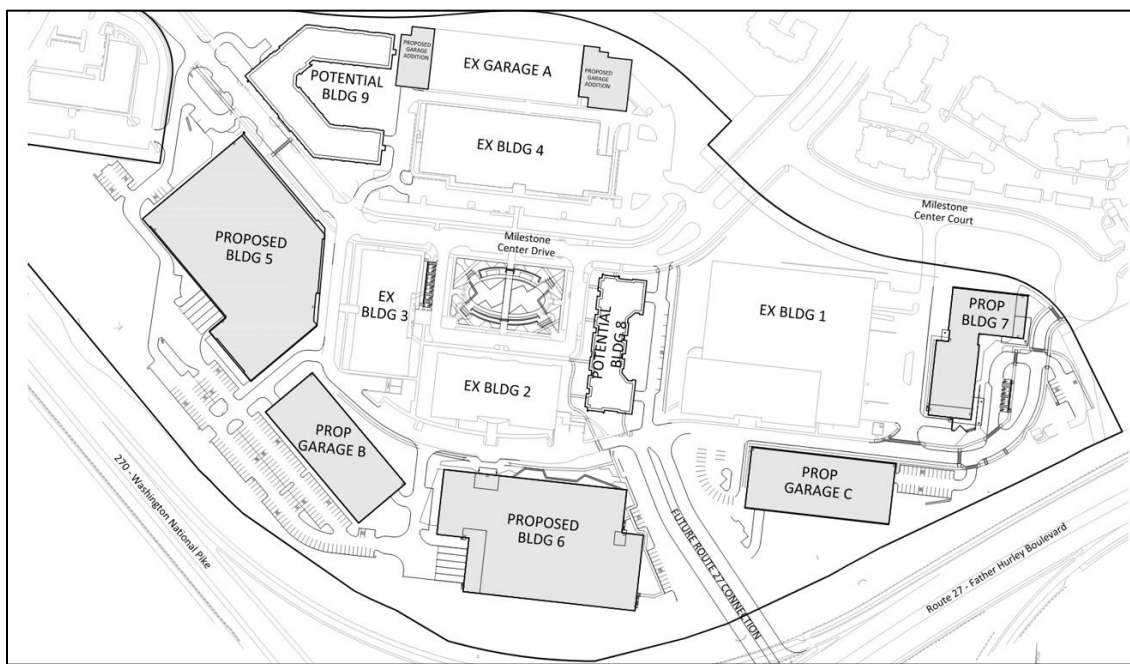 PROPOSED
GARAGE
ADDITION
EX GARAGE A
PROPOSED
GARAGE
ADDITION
POTENTIAL
BLDG 9
EX BLDG 4
PROPOSED
BLDG 5
Milestone
Center Drive
Milestone
Center Court
EX
BLDG 3
POTENTIAL
BLDG 8
EX BLDG 1
PROP
BLDG 7
EX BLDG 2
PROP
GARAGE B
PROP
GARAGE C
PROPOSED
BLDG 6
270 - Washington National Pike
FUTURE ROUTE 27 CONNECTION
Route 27 - Father Hurley Boulevard